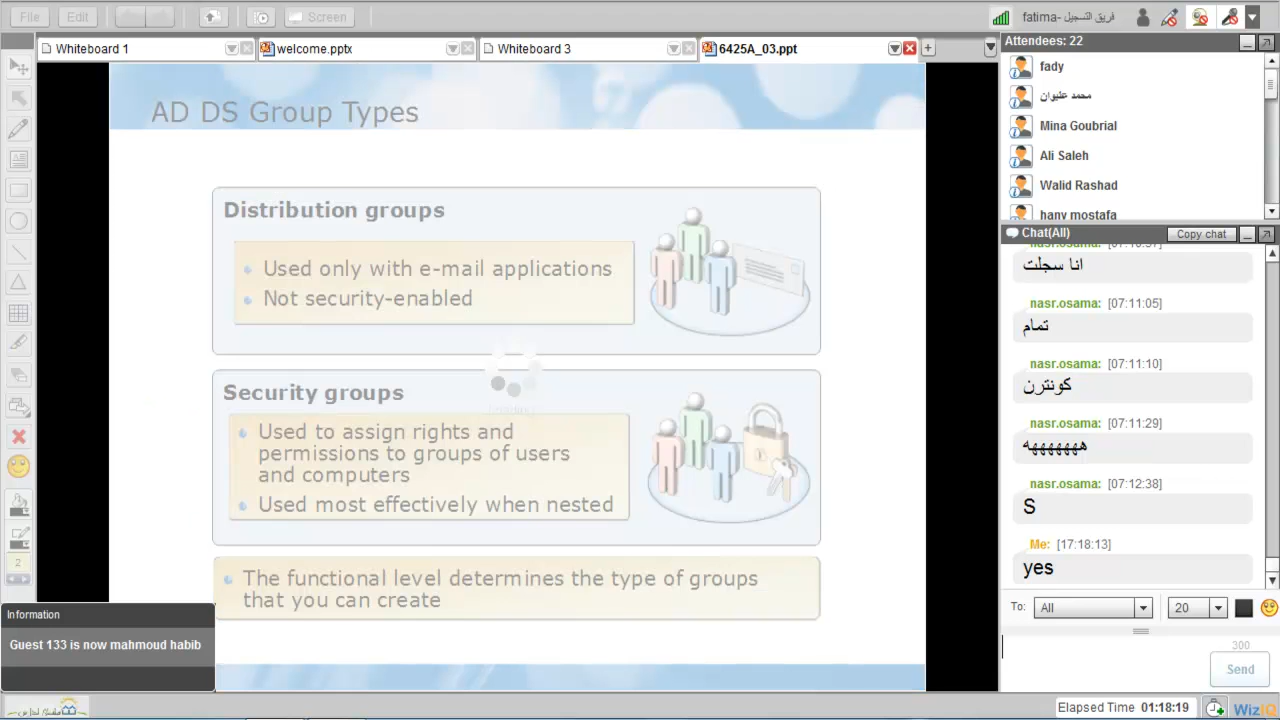 File
Edit
Screen
fatima- فريق التسجيل
Whiteboard 1
welcome.pptx
Whiteboard 3
6425A_03.ppt
Attendees: 22
fady
محمد عليوان
Mina Goubrial
Ali Saleh
Walid Rashad
hany mostafa
AD DS Group Types
Distribution groups
Used only with e-mail applications
Not security-enabled
Security groups
Used to assign rights and
permissions to groups of users
and computers
Used most effectively when nested
The functional level determines the type of groups
that you can create
Chat(All)
Copy chat
انا سجلت
nasr.osama: [07:11:05]
تمام
nasr.osama: [07:11:10]
كونترن
nasr.osama: [07:11:29]
ههههههههه
nasr.osama: [07:12:38]
S
Me: [17:18:13]
yes
To:
All
20
300
Send
2
Information
Guest 133 is now mahmoud habib
Elapsed Time 01:18:19
WizIQ